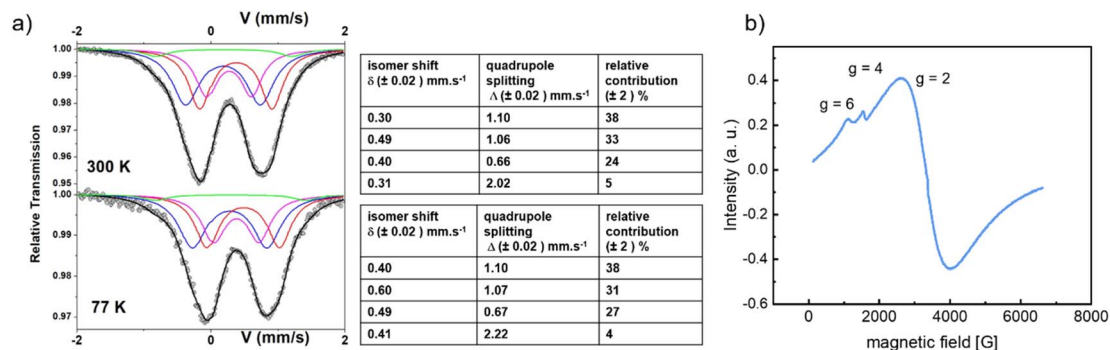 a)
V (mm/s)
-2 0 2
1.00
0.99
0.98
0.97
0.96
0.95
300 K
Relative Transmission
1.00
0.99
0.98
0.97
77 K
-2 0 2
V (mm/s)
isomer shift quadrupole relative
δ (± 0.02 ) mm.s-1 splitting contribution
Δ (± 0.02 ) mm.s-1 (± 2 ) %
0.30 1.10 38
0.49 1.06 33
0.40 0.66 24
0.31 2.02 5
isomer shift quadrupole relative
δ (± 0.02 ) mm.s-1 splitting contribution
Δ (± 0.02 ) mm.s-1 (± 2 ) %
0.40 1.10 38
0.60 1.07 31
0.49 0.67 27
0.41 2.22 4
b)
Intensity (a. u.)
0.4
0.2
0.0
-0.2
-0.4
-0.6
g = 6
g = 4
g = 2
0 2000 4000 6000 8000
magnetic field [G]